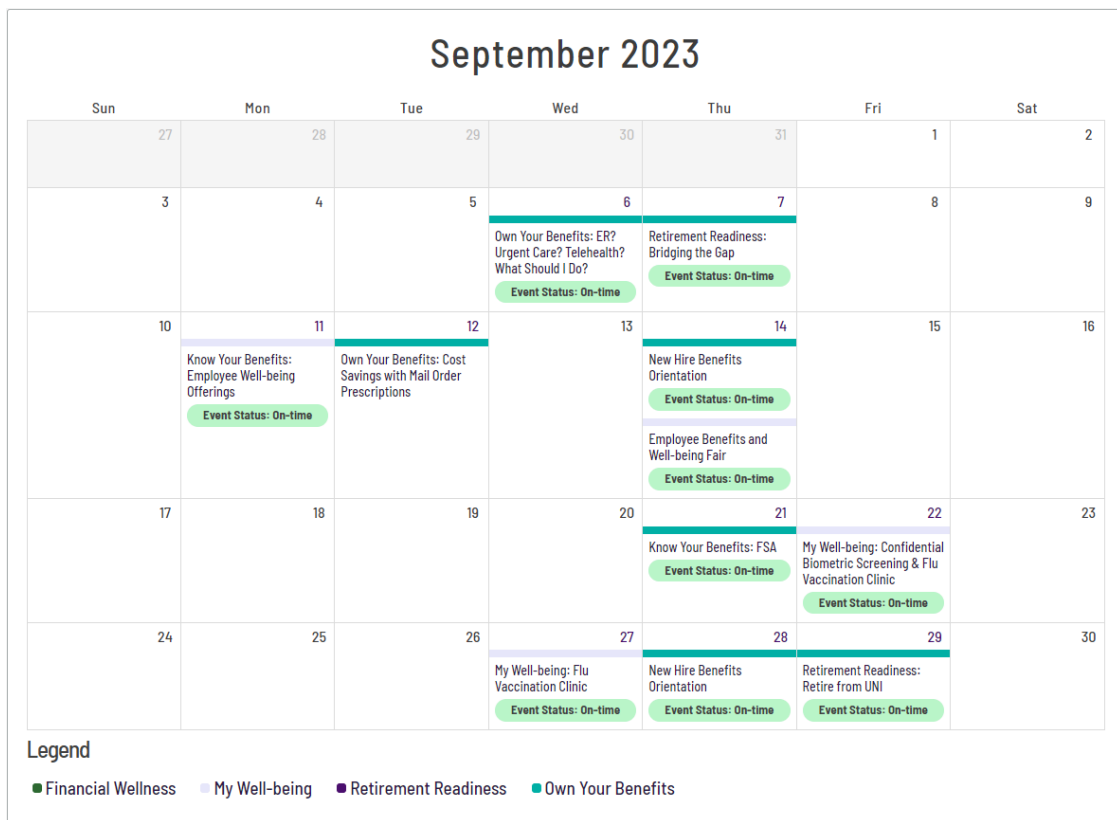 September 2023
Sun Mon Tue Wed Thu Fri Sat
27 28 29 30 31 1 2
3 4 5 6 7 8 9
Own Your Benefits: ER?
Urgent Care? Telehealth?
What Should I Do?
Event Status: On-time
Retirement Readiness:
Bridging the Gap
Event Status: On-time
10 11 12 13 14 15 16
Know Your Benefits:
Employee Well-being
Offerings
Event Status: On-time
Own Your Benefits: Cost
Savings with Mail Order
Prescriptions
New Hire Benefits
Orientation
Event Status: On-time
Employee Benefits and
Well-being Fair
Event Status: On-time
17 18 19 20 21 22 23
Know Your Benefits: FSA
Event Status: On-time
My Well-being: Confidential
Biometric Screening & Flu
Vaccination Clinic
Event Status: On-time
24 25 26 27 28 29 30
My Well-being: Flu
Vaccination Clinic
Event Status: On-time
New Hire Benefits
Orientation
Event Status: On-time
Retirement Readiness:
Retire from UNI
Event Status: On-time
Legend
Financial Wellness My Well-being Retirement Readiness Own Your Benefits